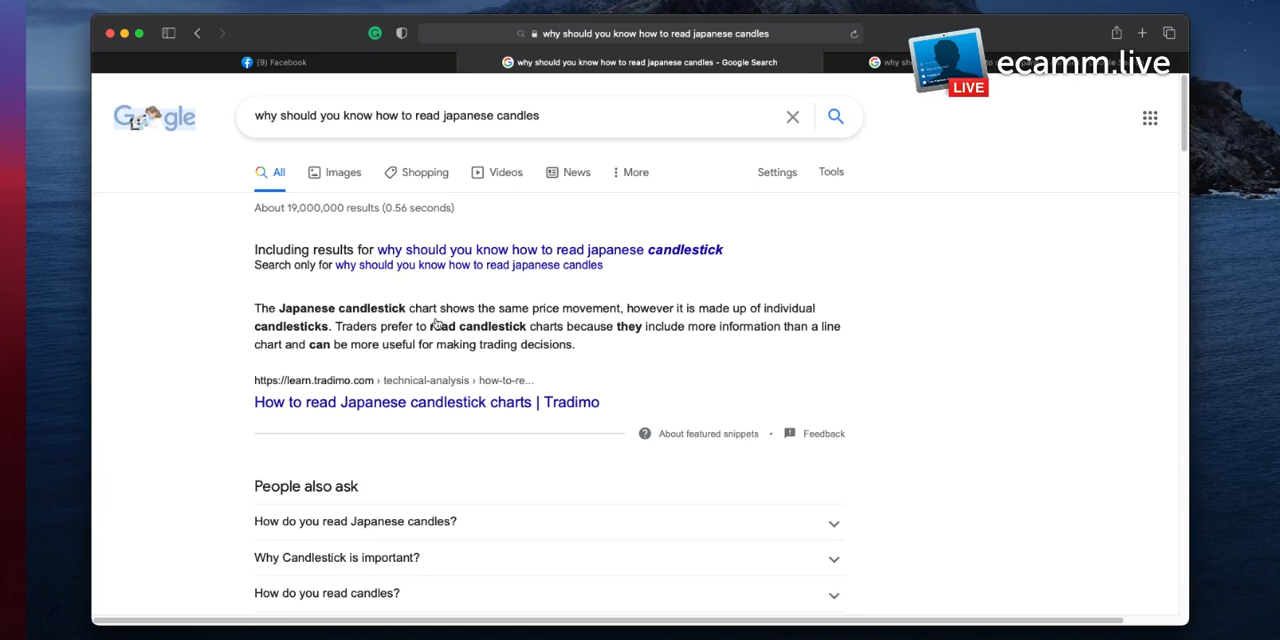 why should you know how to read japanese candles
(9) Facebook
why should you know how to read japanese candles - Google Search
ecamm.live
LIVE
Google
why should you know how to read japanese candles
All
Images
Shopping
Videos
News
More
Settings
Tools
About 19,000,000 results (0.56 seconds)
Including results for why should you know how to read japanese candlestick
Search only for why should you know how to read japanese candles
The Japanese candlestick chart shows the same price movement, however it is made up of individual
candlesticks. Traders prefer to read candlestick charts because they include more information than a line
chart and can be more useful for making trading decisions.
https://learn.tradimo.com › technical-analysis › how-to-re...
How to read Japanese candlestick charts | Tradimo
About featured snippets
•
Feedback
People also ask
How do you read Japanese candles?
Why Candlestick is important?
How do you read candles?